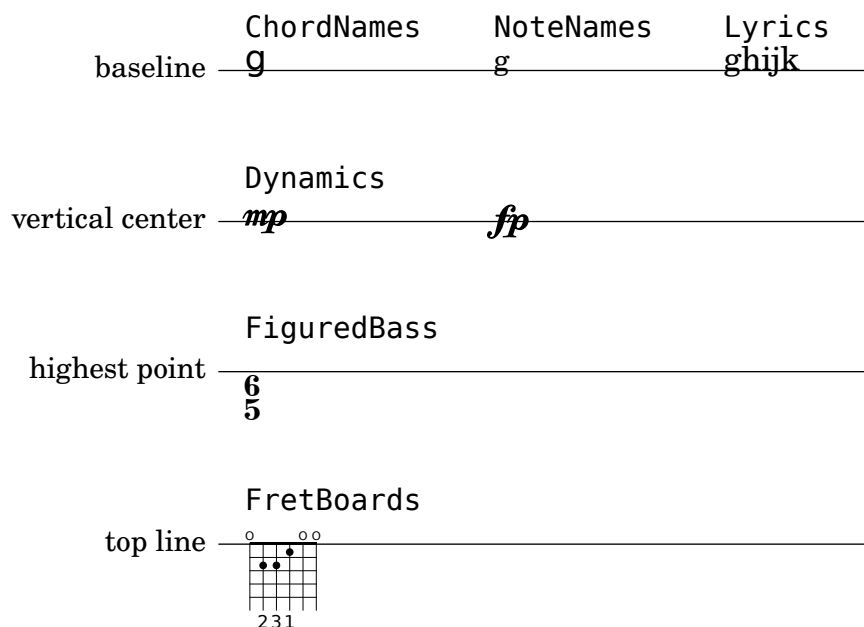 ChordNames NoteNames Lyrics
baseline g g ghijk
Dynamics
vertical center mp fp
FiguredBass
highest point
6
5
FretBoards
o o o
top line
231